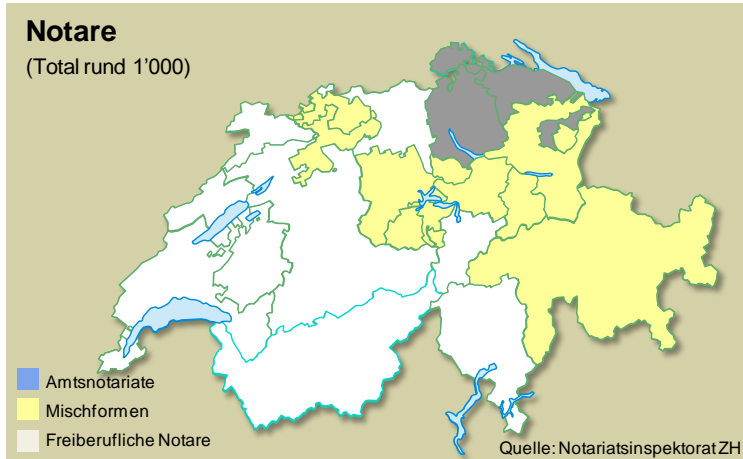 Notare
(Total rund 1’000)
Amtsnotariate
Mischformen
Freiberufliche Notare
Quelle: Notariatsinspektorat ZH